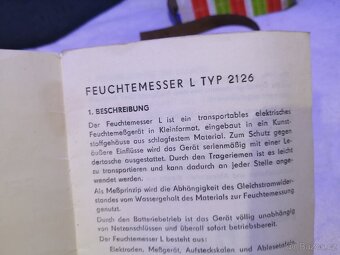 FEUCHTEMESSER L TYP 2126
1. BESCHREIBUNG
Der Feuchtemesser L ist ein transportables elektrisches
Feuchtemeßgerät in Kleinformat, eingebaut in ein Kunst-
stoffgehäuse aus schlagfestem Material. Zum Schutz gegen
äußere Einflüsse wird das Gerät serienmäßig mit einer Le-
dertasche ausgestattet. Durch den Trageriemen ist es leicht
zu transportieren und kann dadurch an jeder Stelle ange-
wendet werden.
Als Meßprinzip wird die Abhängigkeit des Gleichstromwider-
standes vom Wassergehalt des Materials zur Feuchtemessung
genutzt.
Durch den Batteriebetrieb ist das Gerät völlig unabhängig
von Netzanschlüssen und überall sofort betriebsbereit.
Der Feuchtemesser L besteht aus:
Elektroden, Meßgerät, Aufsteckskalen und